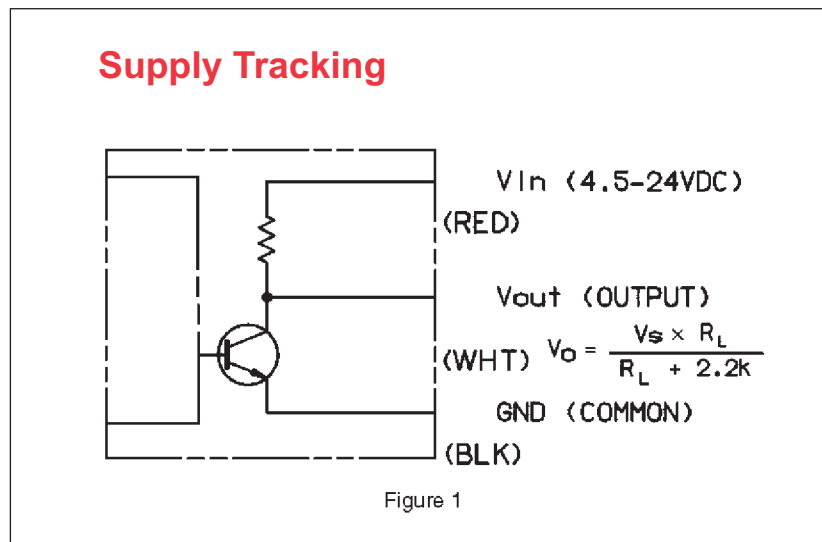 Supply Tracking
VIn (4.5-24VDC)
(RED)
Vout (OUTPUT)
(WHT) Vo = Vs × RL
RL + 2.2k
GND (COMMON)
(BLK)
Figure 1